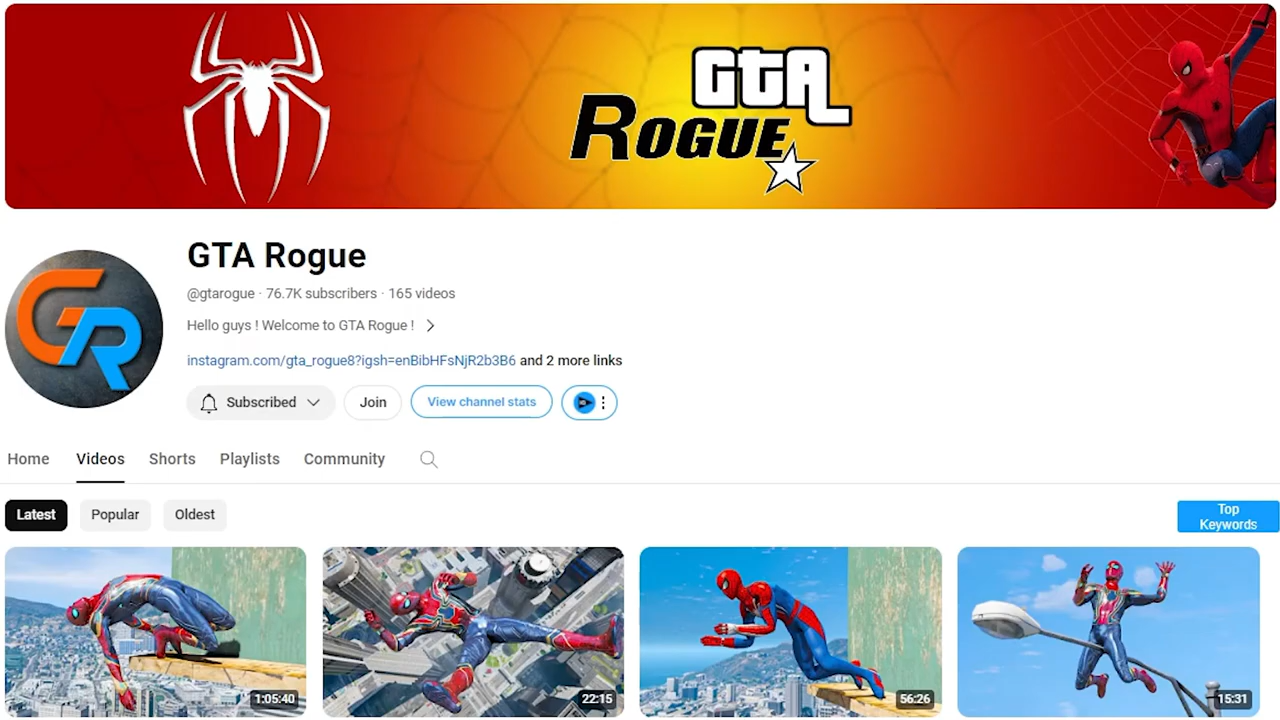 GTA
ROGUE
GTA Rogue
@gtarogue · 76.7K subscribers · 165 videos
Hello guys ! Welcome to GTA Rogue !
instagram.com/gta_rogue8?igsh=enBibHFsNjR2b3B6 and 2 more links
Subscribed
Join
View channel stats
Home
Videos
Shorts
Playlists
Community
Latest
Popular
Oldest
Top
Keywords
1:05:40
22:15
56:26
15:31